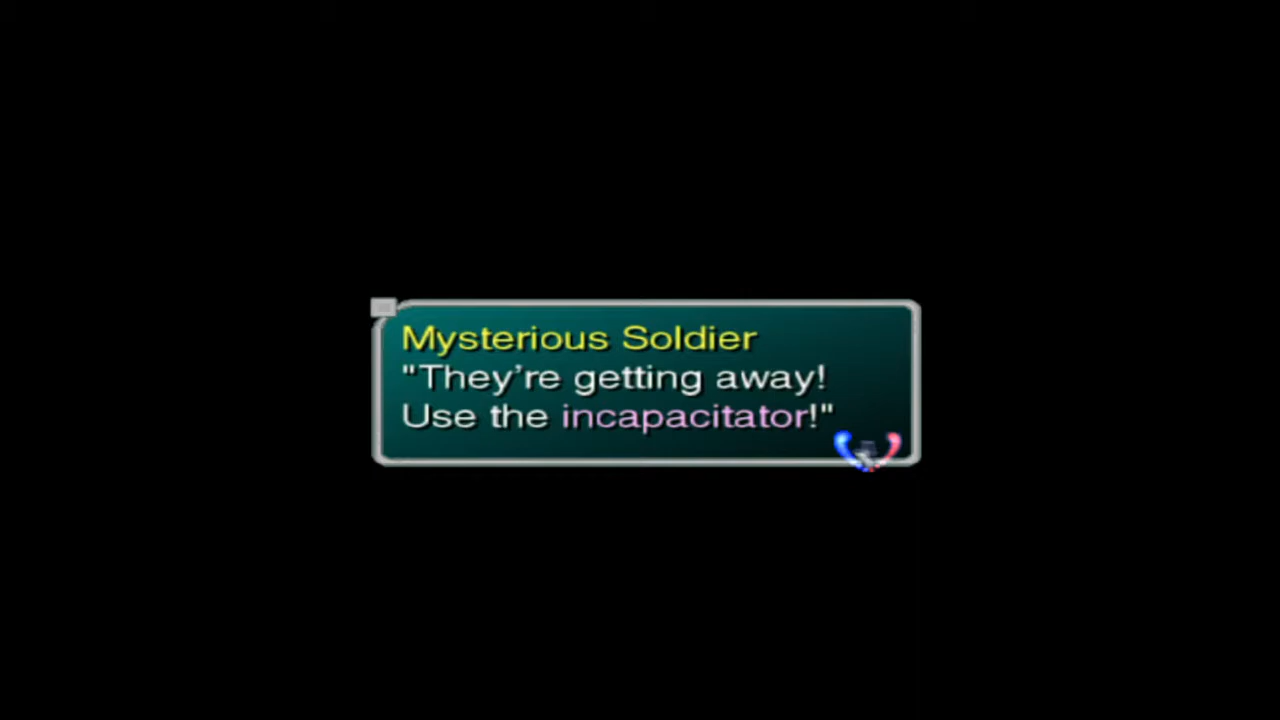 Mysterious Soldier
"They're getting away!
Use the incapacitator!"